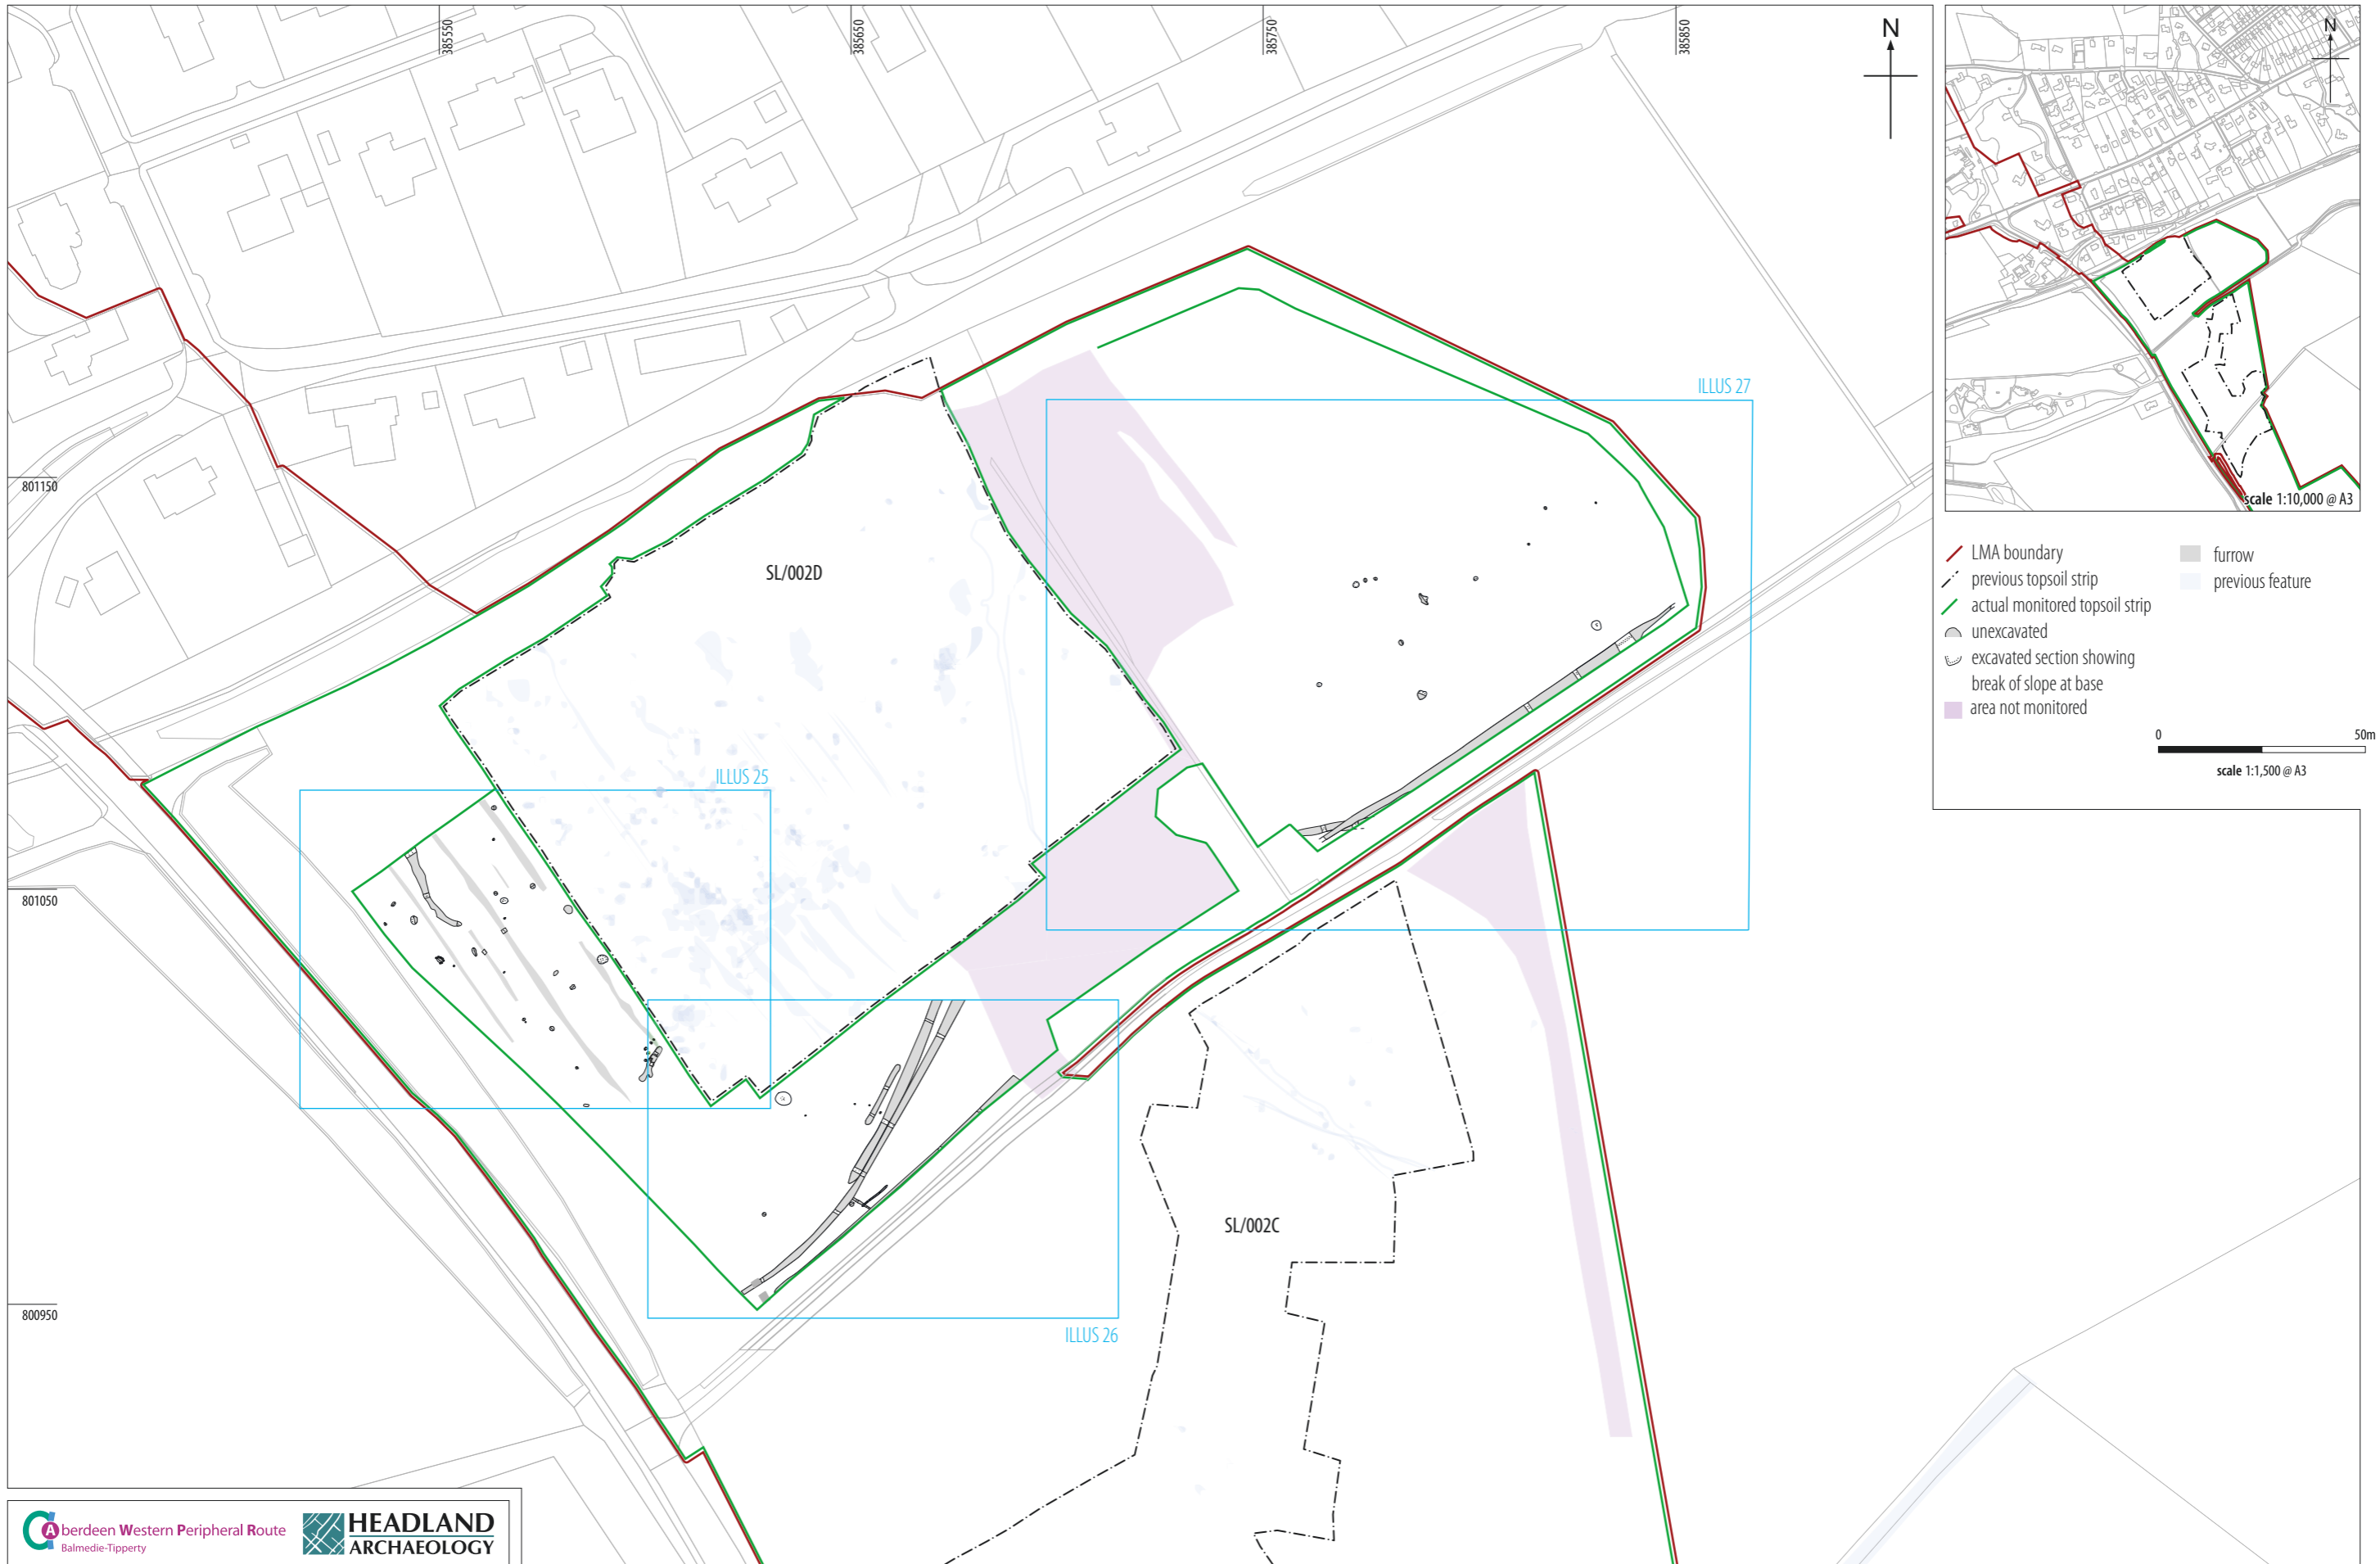 385550
385650
385750
385850
N
N
scale 1:10,000 @ A3
801150
801050
800950
ILLUS 27
SL/002D
ILLUS 25
ILLUS 26
SL/002C
LMA boundary
previous topsoil strip
actual monitored topsoil strip
unexcavated
excavated section showing
break of slope at base
area not monitored
furrow
previous feature
0 50m
scale 1:1,500 @ A3
Aberdeen Western Peripheral Route
Balmedie-Tipperty
HEADLAND
ARCHAEOLOGY